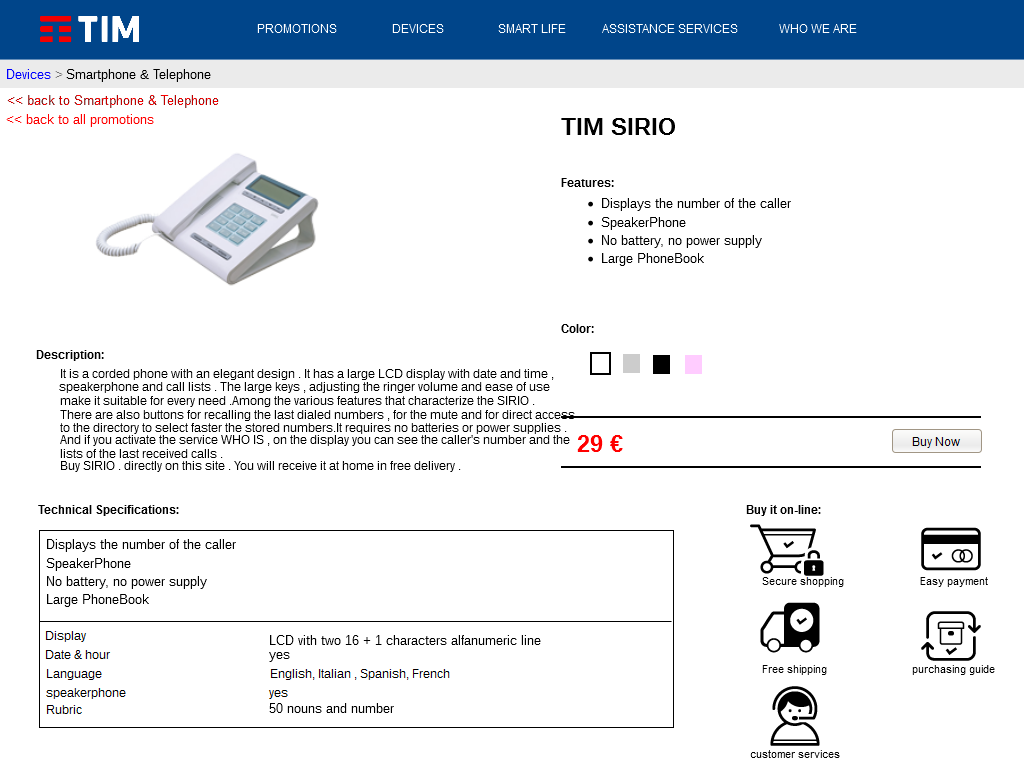 TIM
PROMOTIONS
DEVICES
SMART LIFE
ASSISTANCE SERVICES
WHO WE ARE
Devices > Smartphone & Telephone
<< back to Smartphone & Telephone
<< back to all promotions
TIM SIRIO
Features:
• Displays the number of the caller
• SpeakerPhone
• No battery, no power supply
• Large PhoneBook
Color:
Description:
It is a corded phone with an elegant design . It has a large LCD display with date and time ,
speakerphone and call lists . The large keys , adjusting the ringer volume and ease of use
make it suitable for every need .Among the various features that characterize the SIRIO .
There are also buttons for recalling the last dialed numbers , for the mute and for direct access
to the directory to select faster the stored numbers.It requires no batteries or power supplies .
And if you activate the service WHO IS , on the display you can see the caller's number and the
lists of the last received calls .
Buy SIRIO . directly on this site . You will receive it at home in free delivery .
29 €
Buy Now
Technical Specifications:
Displays the number of the caller
SpeakerPhone
No battery, no power supply
Large PhoneBook
Display
LCD with two 16 + 1 characters alfanumeric line
Date & hour
yes
Language
English, Italian , Spanish, French
speakerphone
yes
Rubric
50 nouns and number
Buy it on-line:
Secure shopping
Easy payment
Free shipping
purchasing guide
customer services